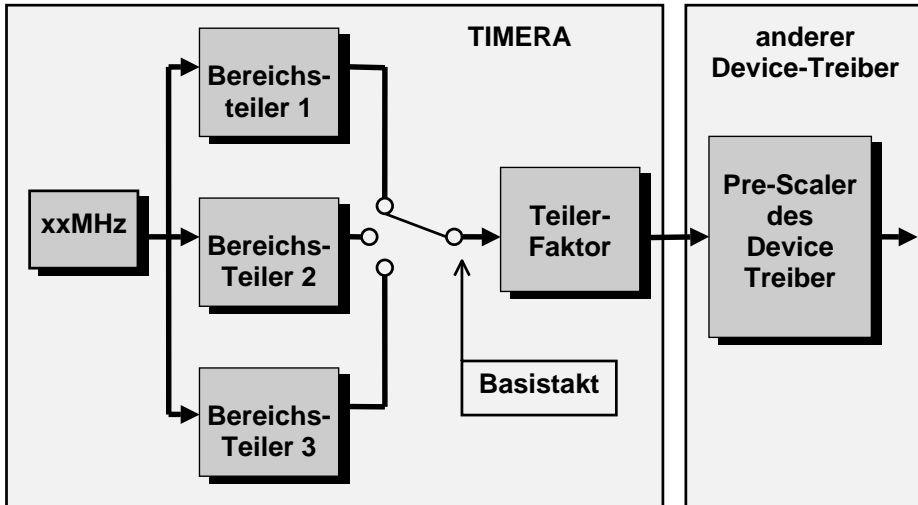 TIMERA
Bereichs-
teiler 1
xxMHz
Bereichs-
Teiler 2
Bereichs-
Teiler 3
Teiler-
Faktor
Basistakt
anderer
Device-Treiber
Pre-Scaler
des
Device
Treiber